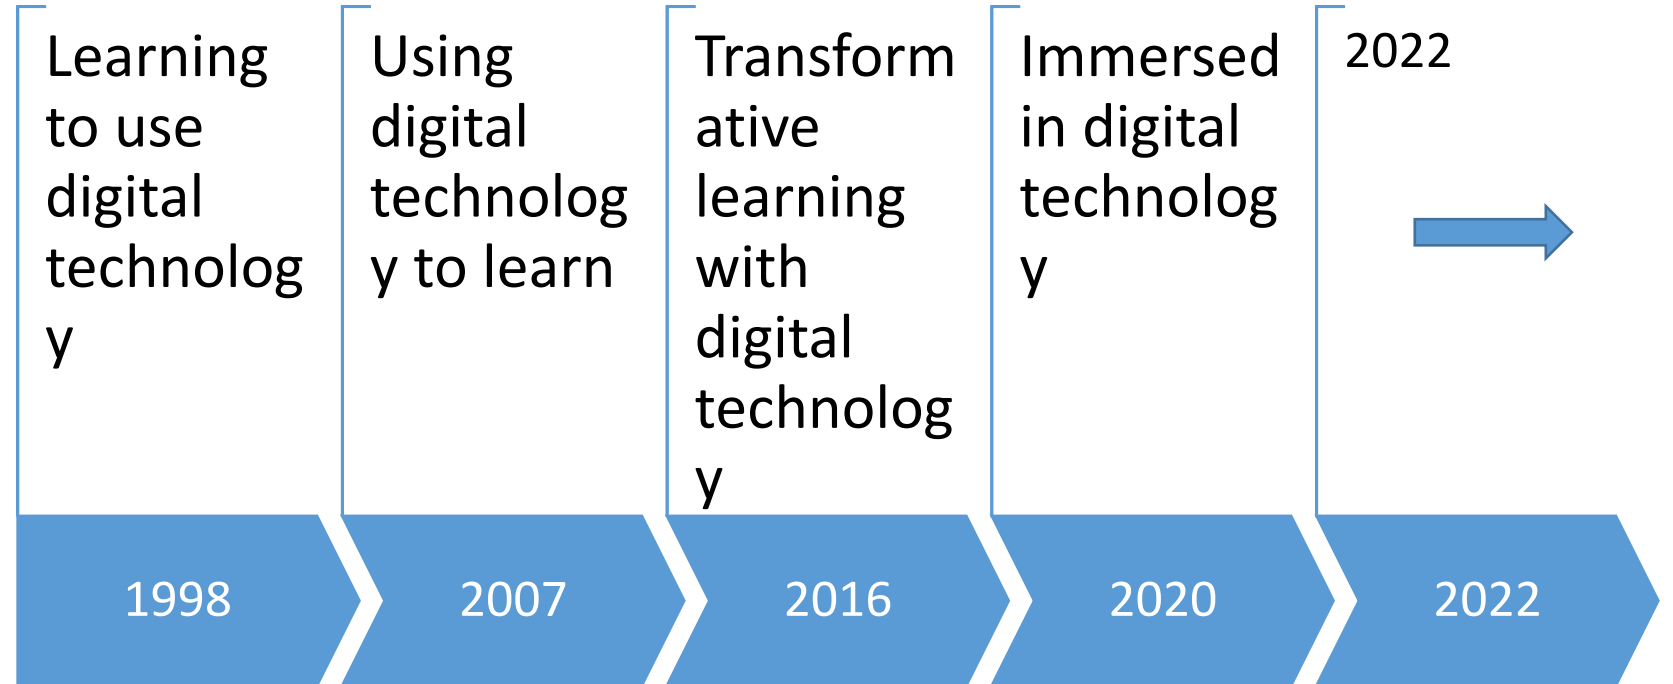 Learning
to use
digital
technolog
y
Using
digital
technolog
y to learn
Transform
ative
learning
with
digital
technolog
y
Immersed
in digital
technolog
y
2022
1998
2007
2016
2020
2022